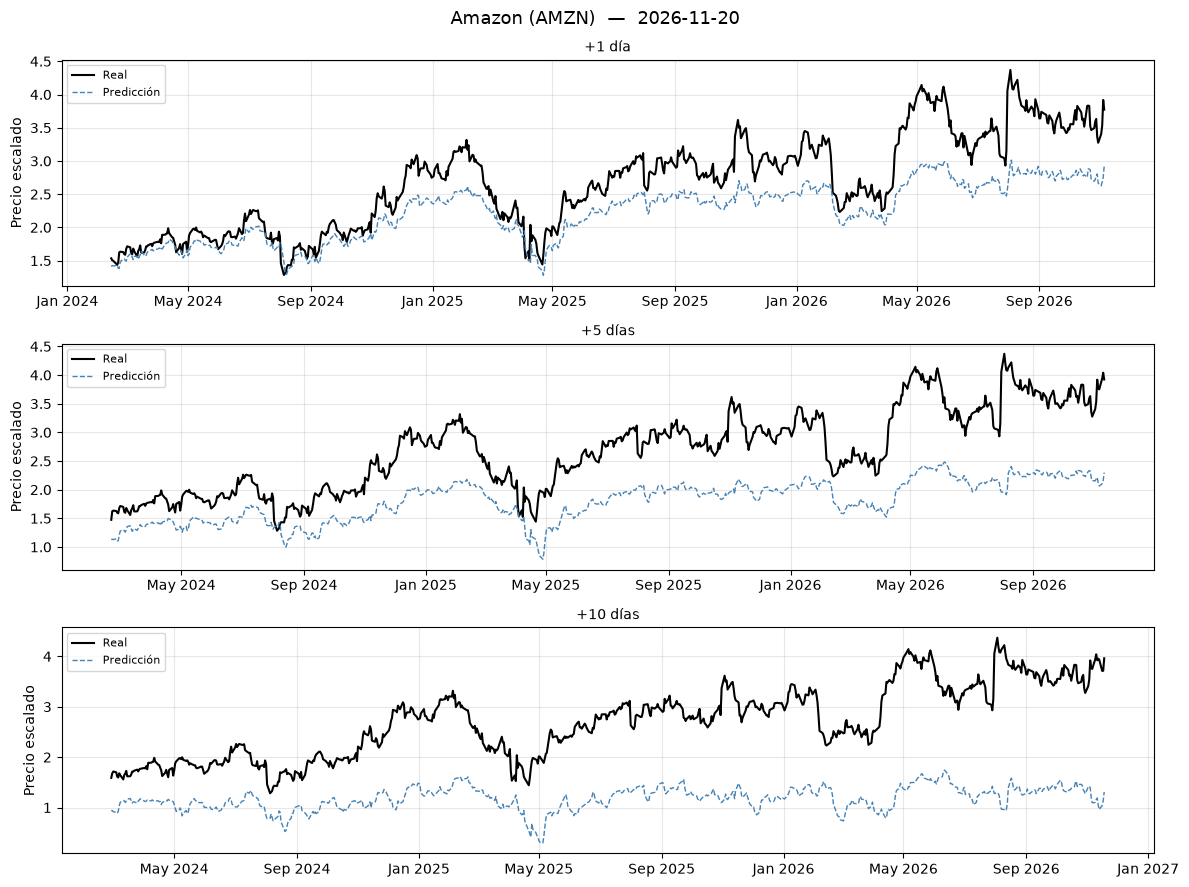 Amazon (AMZN) — 2026-11-20
+1 día
Precio escalado
4.5
4.0
3.5
3.0
2.5
2.0
1.5
Real
Predicción
Jan 2024 May 2024 Sep 2024 Jan 2025 May 2025 Sep 2025 Jan 2026 May 2026 Sep 2026
+5 días
Precio escalado
4.5
4.0
3.5
3.0
2.5
2.0
1.5
1.0
Real
Predicción
May 2024 Sep 2024 Jan 2025 May 2025 Sep 2025 Jan 2026 May 2026 Sep 2026
+10 días
Precio escalado
4
3
2
1
Real
Predicción
May 2024 Sep 2024 Jan 2025 May 2025 Sep 2025 Jan 2026 May 2026 Sep 2026 Jan 2027